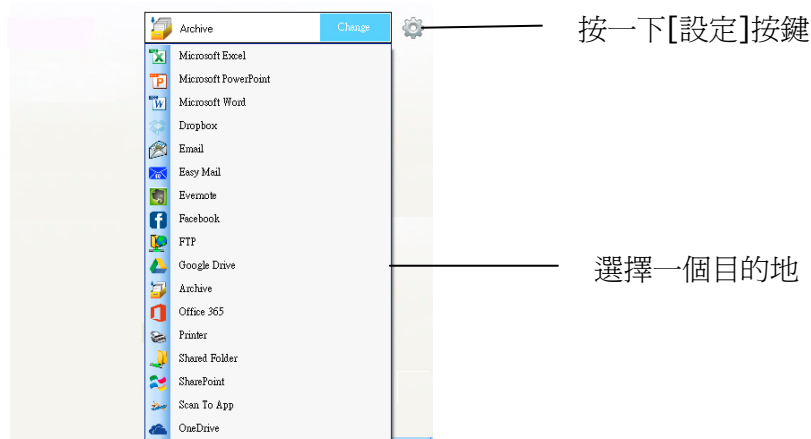 Archive
Change
按一下[設定]按鍵
Microsoft Excel
Microsoft PowerPoint
Microsoft Word
Dropbox
Email
Easy Mail
Evernote
Facebook
FTP
Google Drive
選擇一個目的地
Archive
Office 365
Printer
Shared Folder
SharePoint
Scan To App
OneDrive